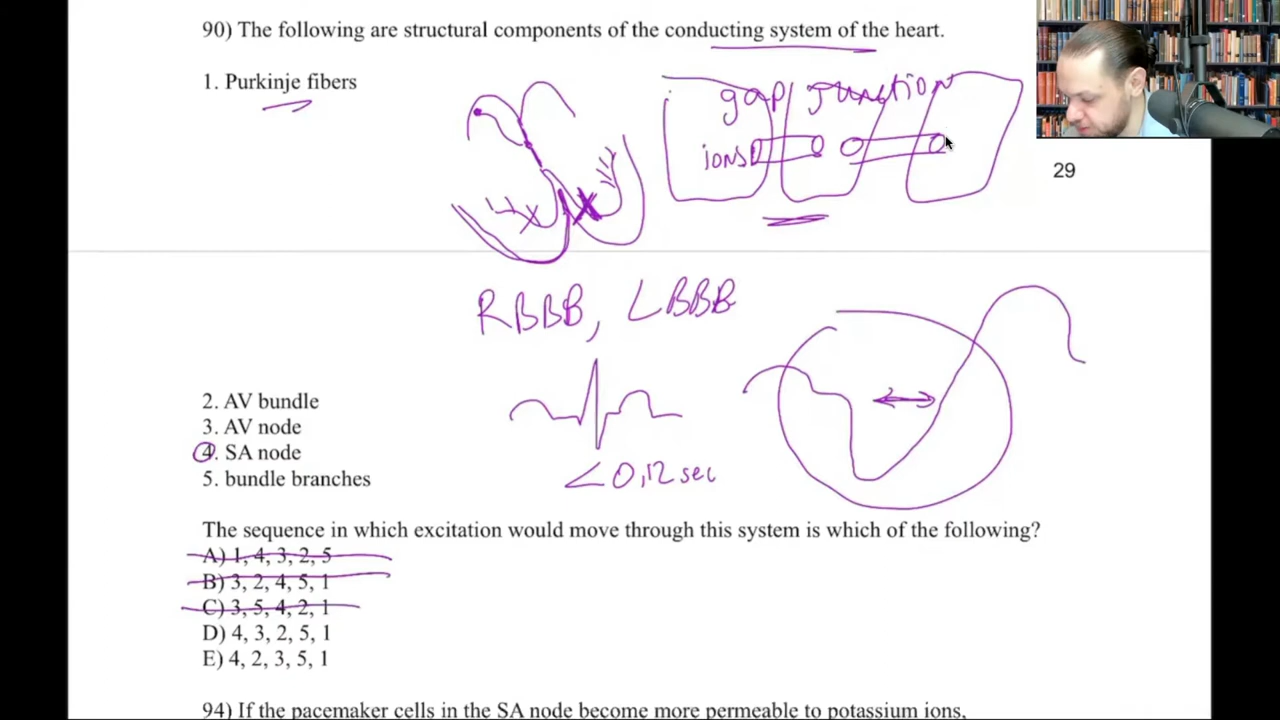 90) The following are structural components of the conducting system of the heart.
1. Purkinje fibers
gap junction
ions
29
RBBB, LBBB
2. AV bundle
3. AV node
4. SA node
5. bundle branches
<0,12 sec
The sequence in which excitation would move through this system is which of the following?
A) 1, 4, 3, 2, 5
B) 3, 2, 4, 5, 1
C) 3, 5, 4, 2, 1
D) 4, 3, 2, 5, 1
E) 4, 2, 3, 5, 1
94) If the pacemaker cells in the SA node become more permeable to potassium ions,